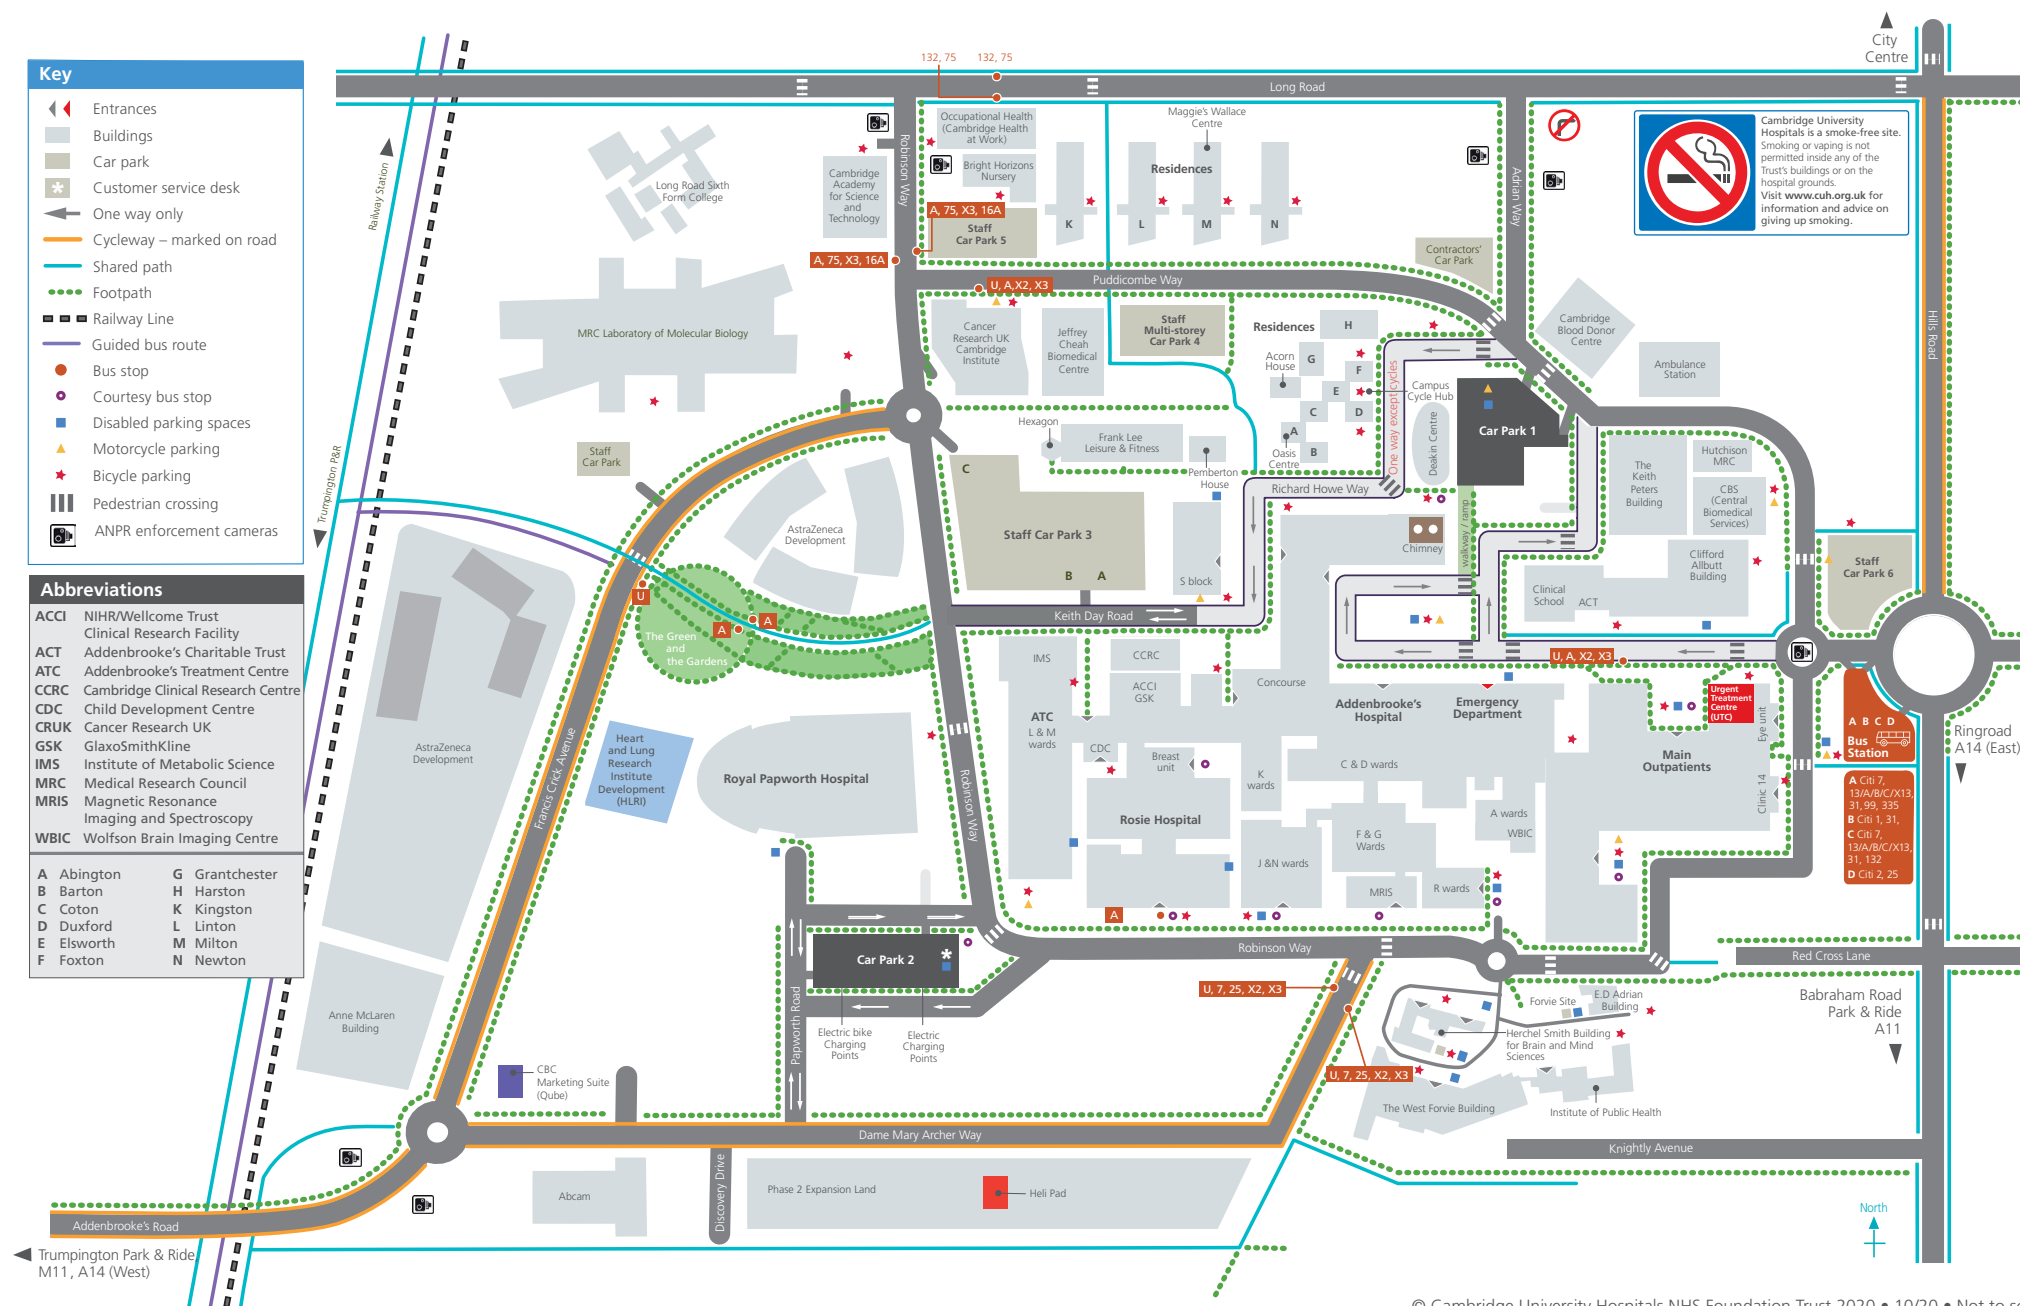 Key
Entrances
Buildings
Car park
Customer service desk
One way only
Cycleway – marked on road
Shared path
Footpath
Railway Line
Guided bus route
Bus stop
Courtesy bus stop
Disabled parking spaces
Motorcycle parking
Bicycle parking
Pedestrian crossing
ANPR enforcement cameras
Abbreviations
ACCI NIHR/Wellcome Trust
Clinical Research Facility
ACT Addenbrooke's Charitable Trust
ATC Addenbrooke's Treatment Centre
CCRC Cambridge Clinical Research Centre
CDC Child Development Centre
CRUK Cancer Research UK
GSK GlaxoSmithKline
IMS Institute of Metabolic Science
MRC Medical Research Council
MRIS Magnetic Resonance
Imaging and Spectroscopy
WBIC Wolfson Brain Imaging Centre
A Abington G Grantchester
B Barton H Harston
C Coton K Kingston
D Duxford L Linton
E Elsworth M Milton
F Foxton N Newton
Railway Station
Trumpington P&R
132, 75
132, 75
Long Road
City
Centre
Cambridge University
Hospitals is a smoke-free site.
Smoking or vaping is not
permitted inside any of the
Trust's buildings or on the
hospital grounds.
Visit www.cuh.org.uk for
information and advice on
giving up smoking.
Long Road Sixth
Form College
Cambridge
Academy
for Science
and
Technology
Robinson Way
Occupational Health
(Cambridge Health
at Work)
Bright Horizons
Nursery
A, 75, X3, 16A
Staff
Car Park 5
A, 75, X3, 16A
Maggie's Wallace
Centre
Residences
K
L
M
N
Adrian Way
Contractors'
Car Park
Puddicombe Way
U, A,X2, X3
MRC Laboratory of Molecular Biology
Cancer
Research UK
Cambridge
Institute
Jeffrey
Cheah
Biomedical
Centre
Staff
Multi-storey
Car Park 4
Residences
H
G
F
E
D
C
A
B
Acorn
House
Oasis
Centre
Campus
Cycle Hub
One way except cycles
Deakin Centre
Car Park 1
Cambridge
Blood Donor
Centre
Ambulance
Station
Hills Road
Staff
Car Park
Hexagon
Frank Lee
Leisure & Fitness
Pemberton
House
Richard Howe Way
The
Keith
Peters
Building
Hutchison
MRC
CBS
(Central
Biomedical
Services)
Clifford
Allbutt
Building
Clinical
School
ACT
Staff
Car Park 6
AstraZeneca
Development
C
Staff Car Park 3
B A
S block
Chimney
walkway / ramp
Keith Day Road
U
A
A
The Green
and
the Gardens
U, A, X2, X3
IMS
CCRC
ACCI
GSK
Concourse
Addenbrooke's
Hospital
Emergency
Department
Urgent
Treatment
Centre
(UTC)
Eye unit
Main
Outpatients
Clinic 14
A B C D
Bus
Station
A Citi 7,
13/A/B/C/X13,
31,99, 335
B Citi 1, 31,
C Citi 7,
13/A/B/C/X13,
31, 132
D Citi 2, 25
Ringroad
A14 (East)
ATC
L & M
wards
CDC
Breast
unit
K
wards
C & D wards
A wards
WBIC
F & G
Wards
Rosie Hospital
J &N wards
MRIS
R wards
AstraZeneca
Development
Francis Crick Avenue
Heart
and Lung
Research
Institute
Development
(HLRI)
Royal Papworth Hospital
Robinson Way
A
Robinson Way
Car Park 2
Papworth Road
Electric bike
Charging
Points
Electric
Charging
Points
U, 7, 25, X2, X3
U, 7, 25, X2, X3
Red Cross Lane
Babraham Road
Park & Ride
A11
Forvie Site
E.D Adrian
Building
Herchel Smith Building
for Brain and Mind
Sciences
The West Forvie Building
Institute of Public Health
Knightly Avenue
Anne McLaren
Building
CBC
Marketing Suite
(Qube)
Dame Mary Archer Way
Abcam
Discovery Drive
Phase 2 Expansion Land
Heli Pad
Addenbrooke's Road
Trumpington Park & Ride,
M11, A14 (West)
North
© Cambridge University Hospitals NHS Foundation Trust 2020 • 10/20 • Not to